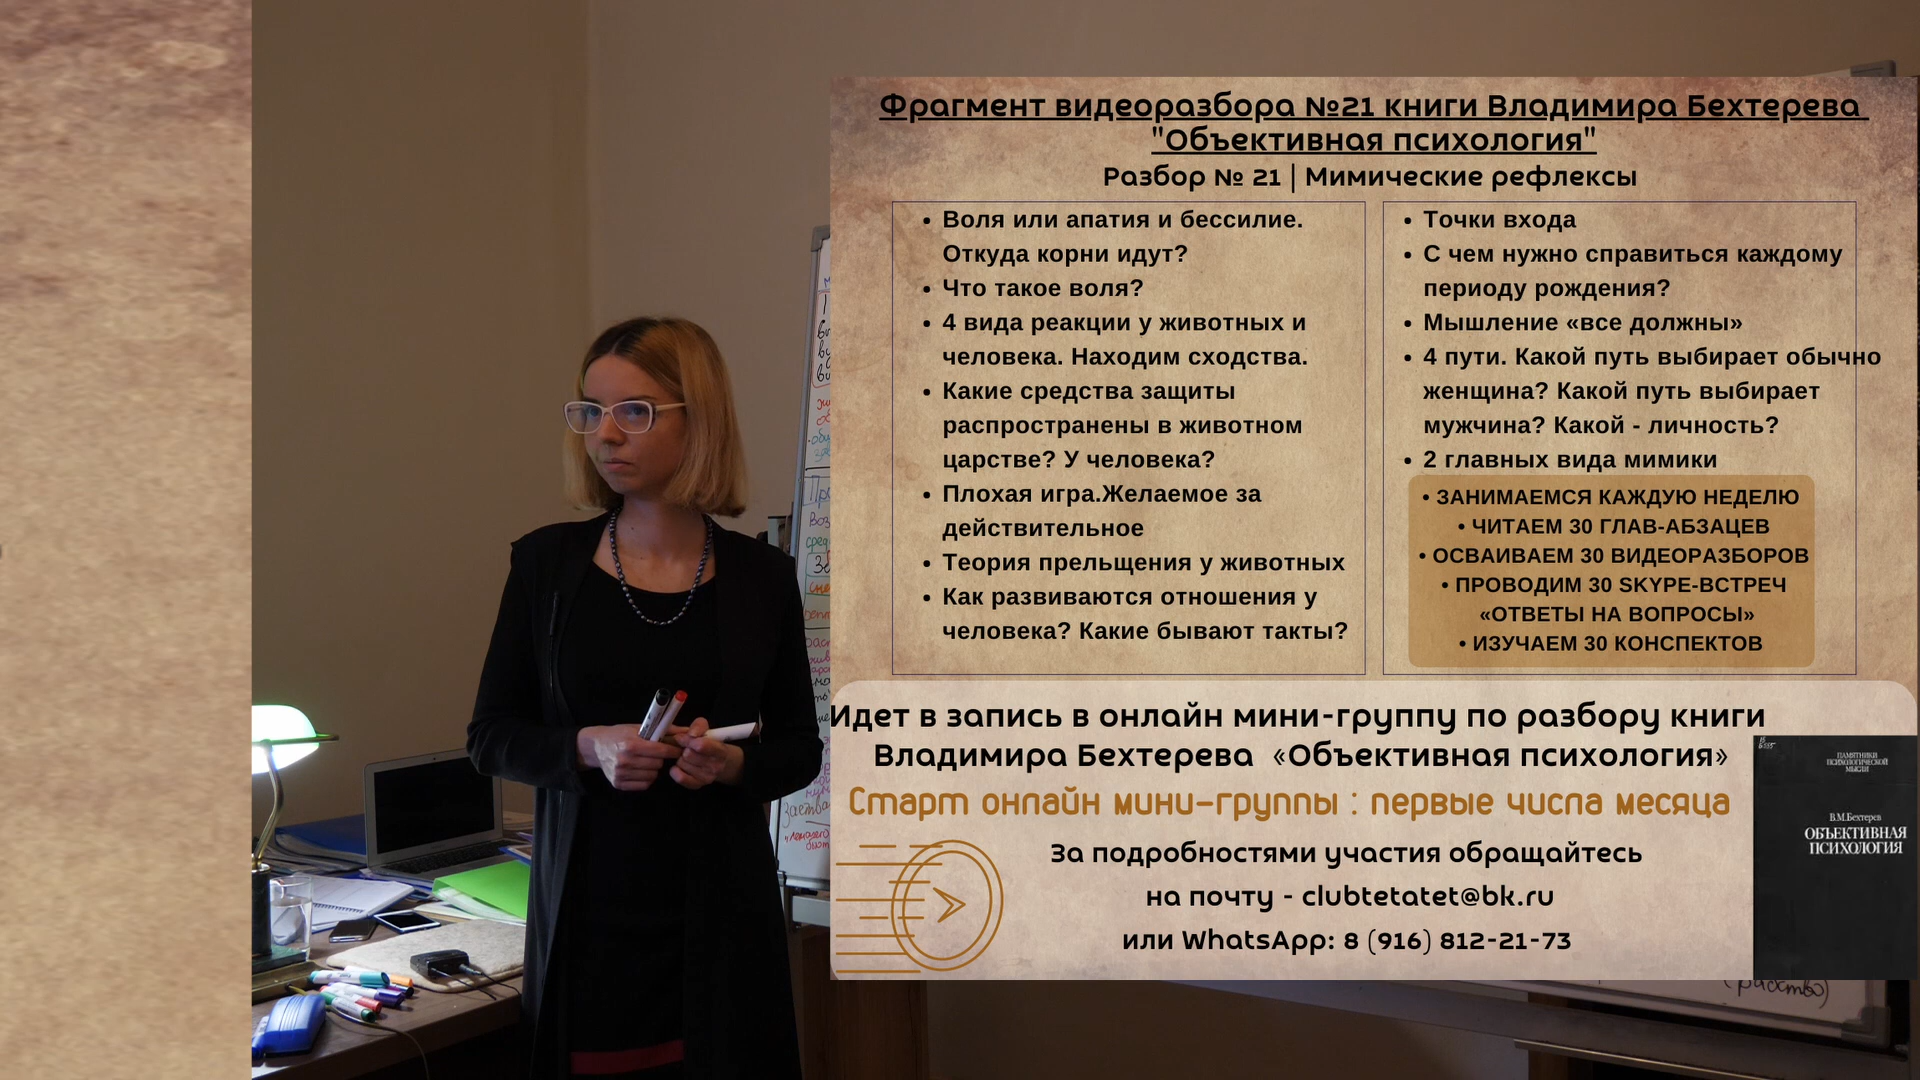 Фрагмент видеоразбора №21 книги Владимира Бехтерева
"Объективная психология"
Разбор № 21 | Мимические рефлексы
• Воля или апатия и бессилие.
Откуда корни идут?
• Что такое воля?
• 4 вида реакции у животных и
человека. Находим сходства.
• Какие средства защиты
распространены в животном
царстве? У человека?
• Плохая игра.Желаемое за
действительное
• Теория прельщения у животных
• Как развиваются отношения у
человека? Какие бывают такты?
• Точки входа
• С чем нужно справиться каждому
периоду рождения?
• Мышление «все должны»
• 4 пути. Какой путь выбирает обычно
женщина? Какой путь выбирает
мужчина? Какой - личность?
• 2 главных вида мимики
• ЗАНИМАЕМСЯ КАЖДУЮ НЕДЕЛЮ
• ЧИТАЕМ 30 ГЛАВ-АБЗАЦЕВ
• ОСВАИВАЕМ 30 ВИДЕОРАЗБОРОВ
• ПРОВОДИМ 30 SKYPE-ВСТРЕЧ
«ОТВЕТЫ НА ВОПРОСЫ»
• ИЗУЧАЕМ 30 КОНСПЕКТОВ
Идет в запись в онлайн мини-группу по разбору книги
Владимира Бехтерева «Объективная психология»
Старт онлайн мини-группы : первые числа месяца
За подробностями участия обращайтесь
на почту - clubtetatet@bk.ru
или WhatsApp: 8 (916) 812-21-73
ПАМЯТНИКИ
ПСИХОЛОГИЧЕСКОЙ
МЫСЛИ
В.М.Бехтерев
ОБЪЕКТИВНАЯ
ПСИХОЛОГИЯ